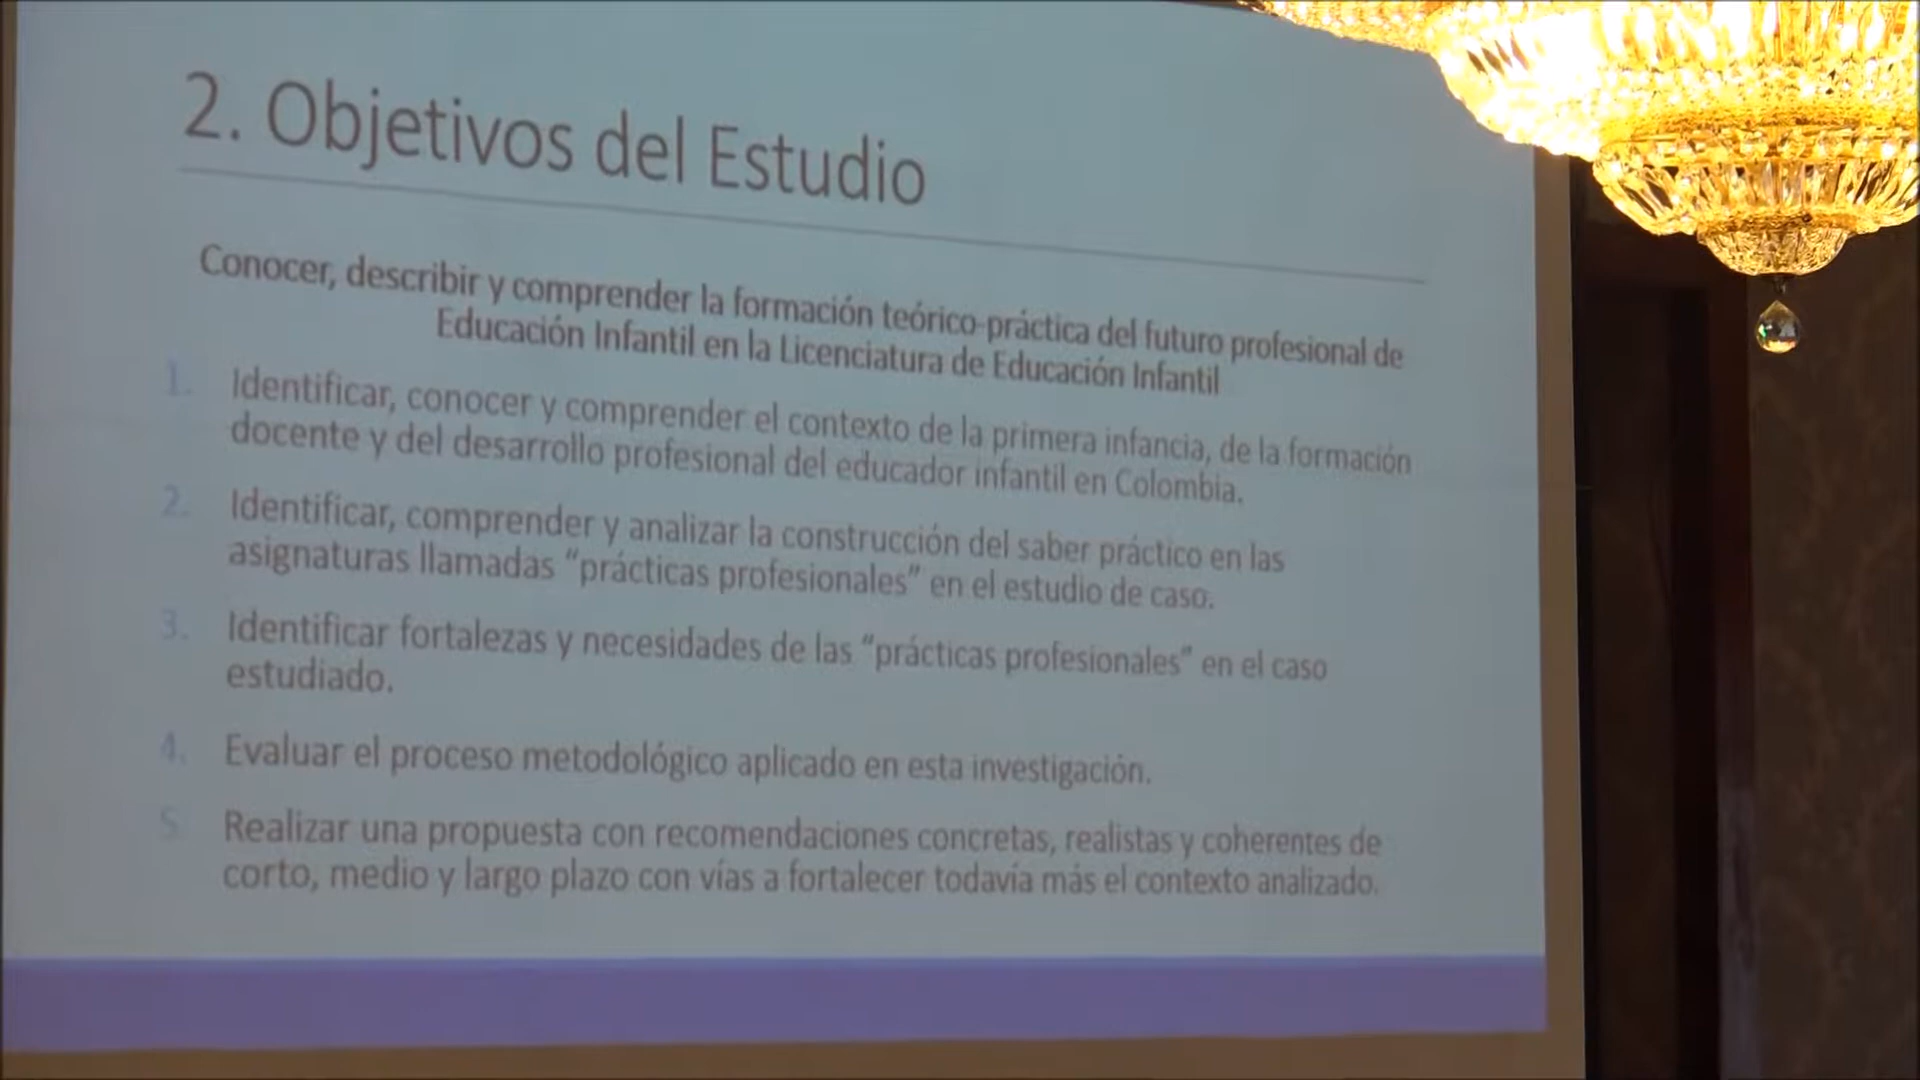 2. Objetivos del Estudio
Conocer, describir y comprender la formación teórico-práctica del futuro profesional de
Educación Infantil en la Licenciatura de Educación Infantil
1. Identificar, conocer y comprender el contexto de la primera infancia, de la formación
docente y del desarrollo profesional del educador infantil en Colombia.
2. Identificar, comprender y analizar la construcción del saber práctico en las
asignaturas llamadas “prácticas profesionales” en el estudio de caso.
3. Identificar fortalezas y necesidades de las “prácticas profesionales” en el caso
estudiado.
4. Evaluar el proceso metodológico aplicado en esta investigación.
5. Realizar una propuesta con recomendaciones concretas, realistas y coherentes de
corto, medio y largo plazo con vías a fortalecer todavía más el contexto analizado.